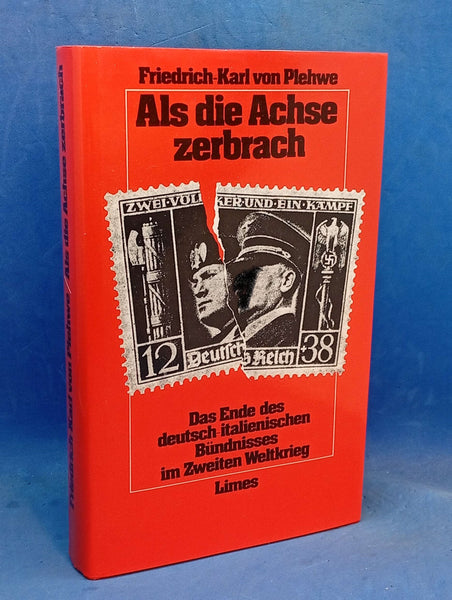 Friedrich-Karl von Plehwe
Als die Achse
zerbrach
ZWEI·VÖLKER·UND·EIN·KAMPF
12 Deutsches Reich 38
Das Ende des
deutsch-italienischen
Bündnisses
im Zweiten Weltkrieg
Limes
Friedrich-Karl von Plehwe / Als die Achse zerbrach